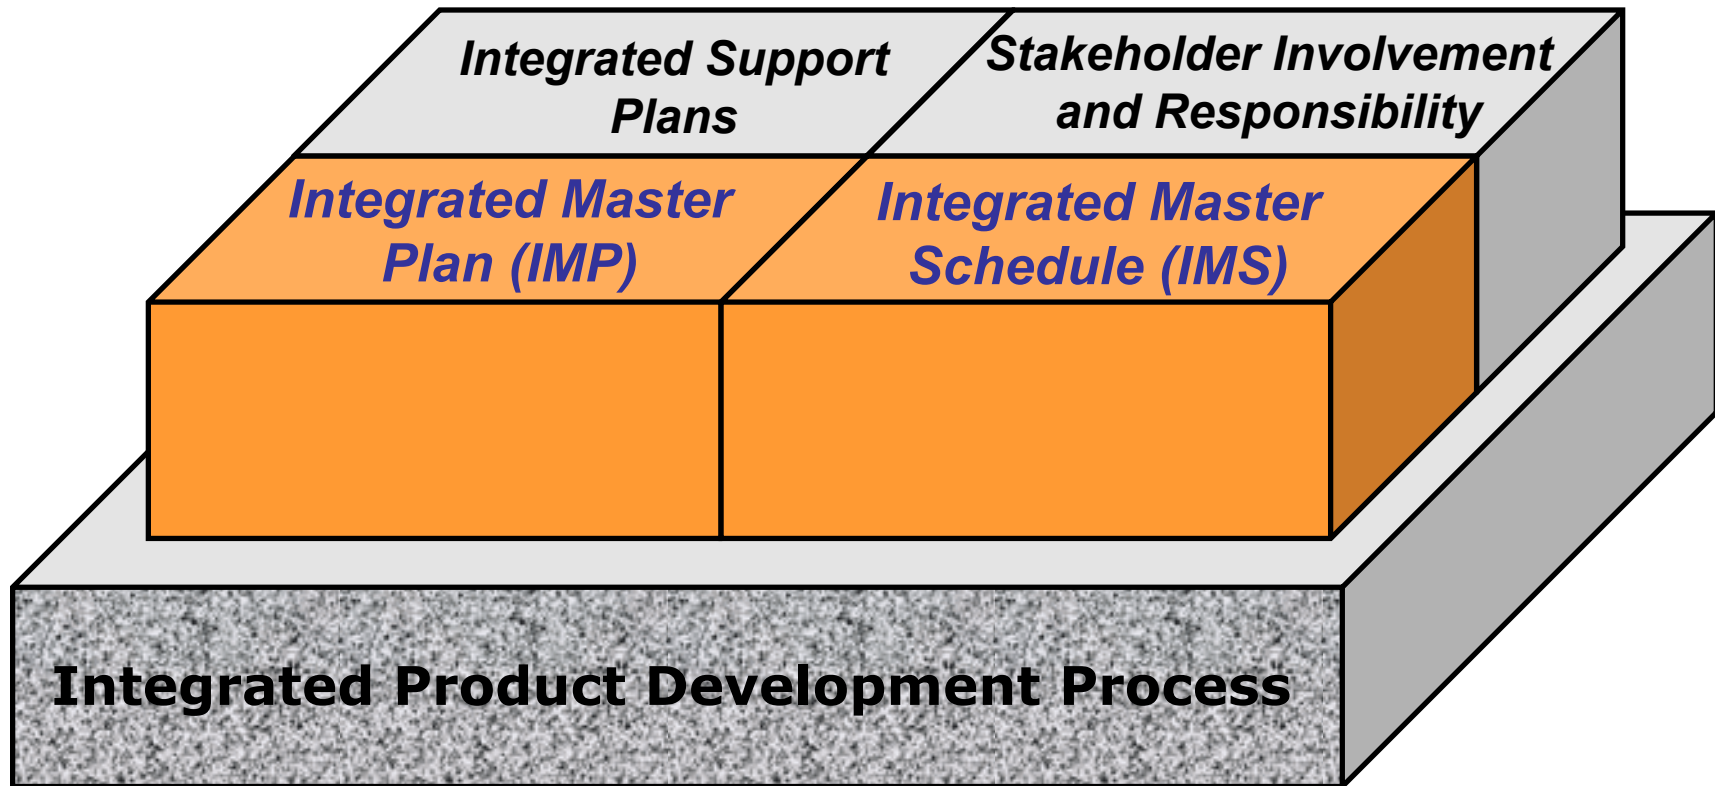 Integrated Support
Plans
Stakeholder Involvement
and Responsibility
Integrated Master
Plan (IMP)
Integrated Master
Schedule (IMS)
Integrated Product Development Process